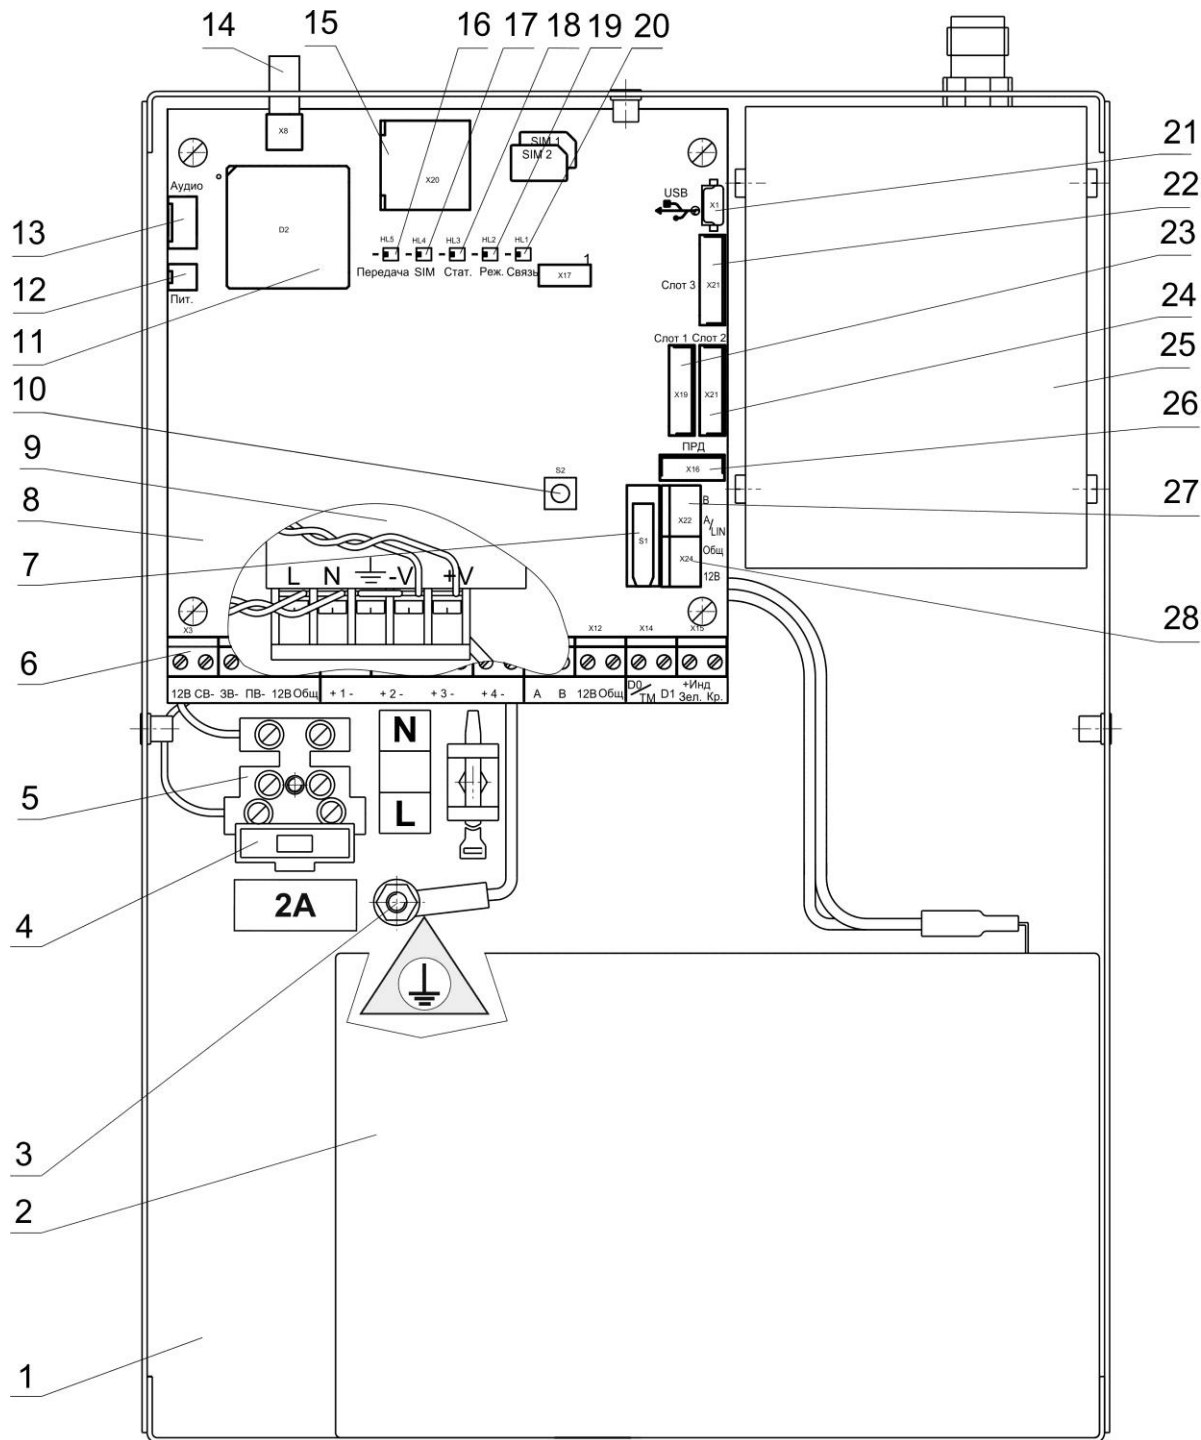 14 15 16 17 18 19 20
X8
X20
SIM 1
SIM 2
21
22
23
24
25
26
27
28
USB
X1
Аудио
D2
13
12
11
10
9
8
7
6
5
4
3
2
1
HL5 HL4 HL3 HL2 HL1
Передача SIM Стат. Реж. Связь
1
X17
Пит.
Слот 3
X21
Слот 1 Слот 2
X19 X21
ПРД
X16
S2
B
X22
A/LIN
S1
Общ
X24
12В
L N -V +V
X3 X12 X14 X15
12В СВ- ЗВ- ПВ- 12В Общ + 1 - + 2 - + 3 - + 4 - A B 12В Общ D0/TM D1 +Инд
Зел. Кр.
N
L
2A